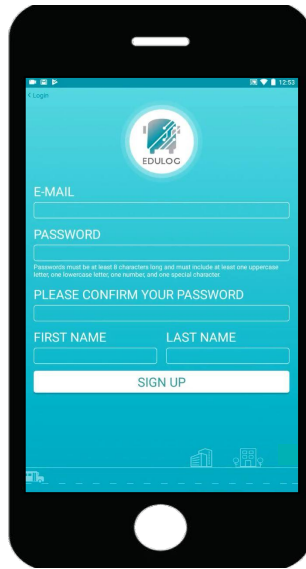 12:53
< Login
EDULOG
E-MAIL
PASSWORD
Passwords must be at least 8 characters long and must include at least one uppercase
letter, one lowercase letter, one number, and one special character.
PLEASE CONFIRM YOUR PASSWORD
FIRST NAME LAST NAME
SIGN UP